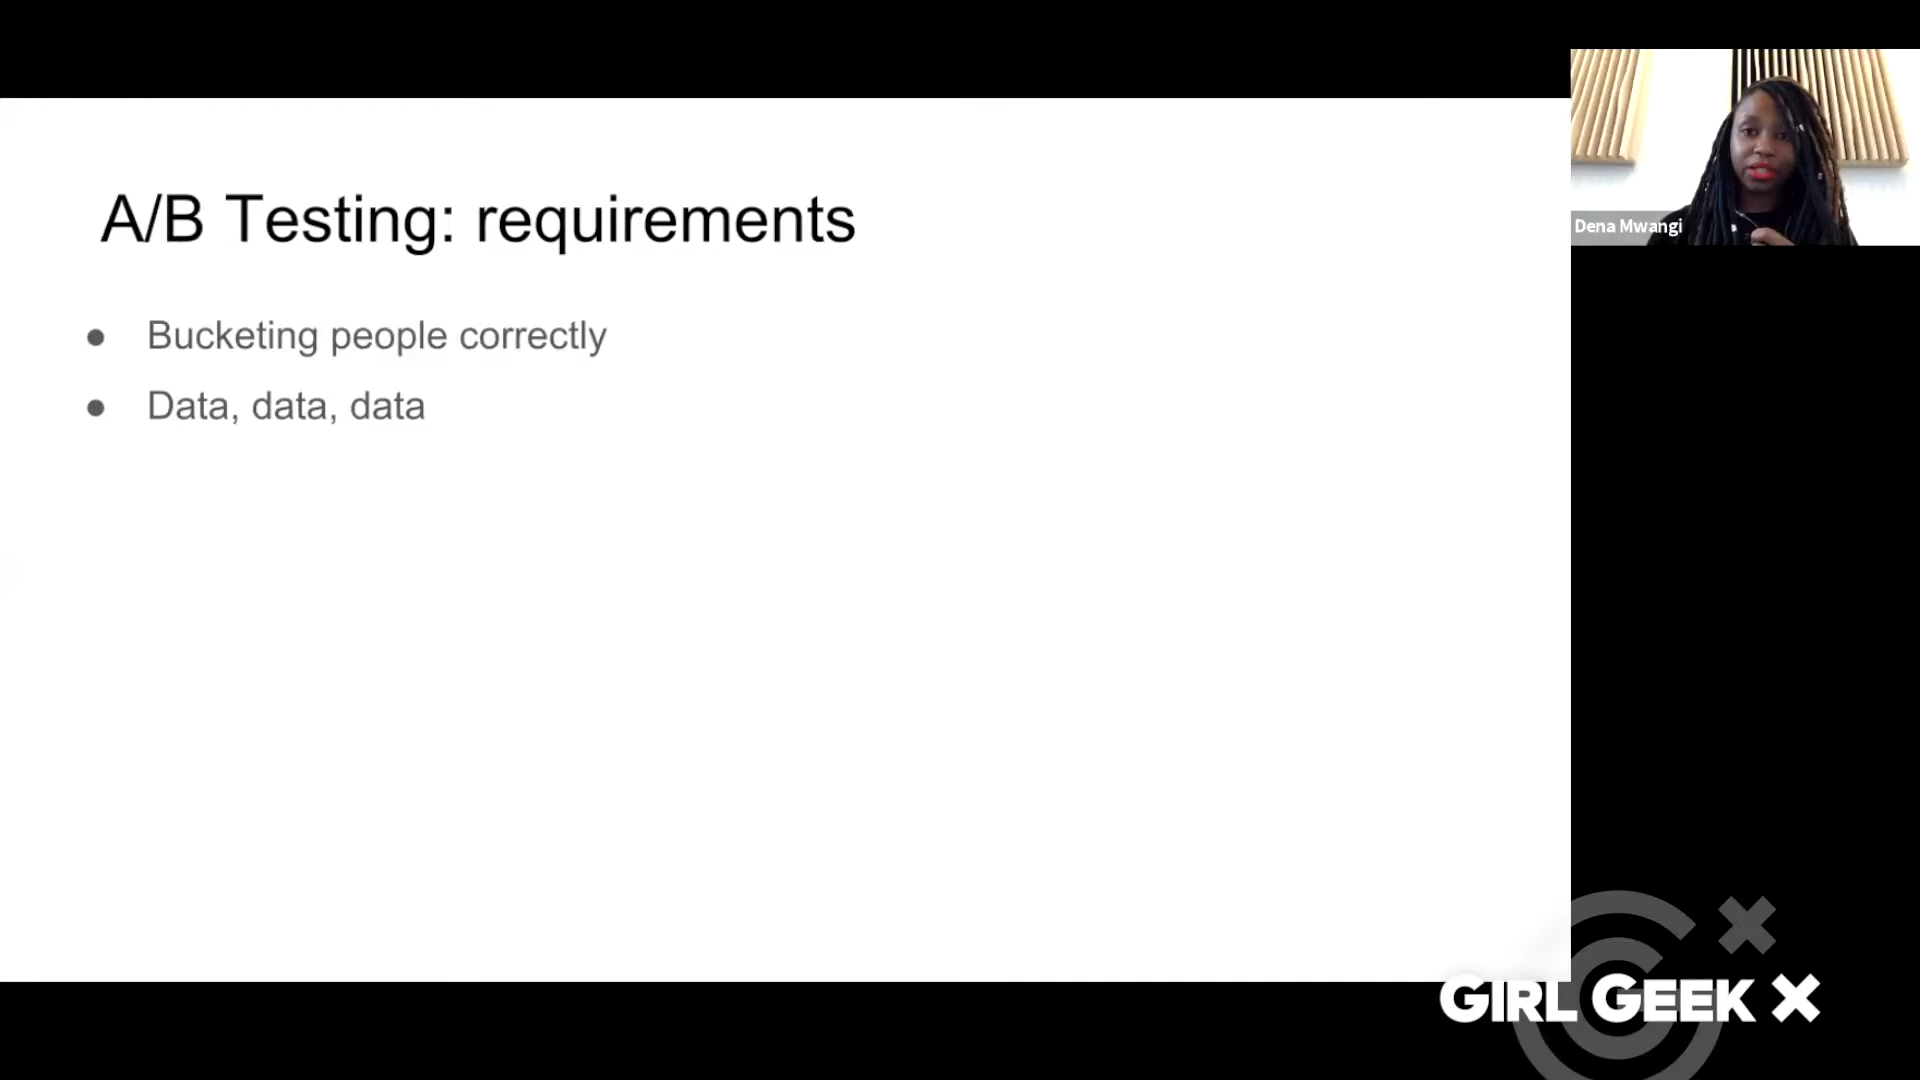 A/B Testing: requirements
● Bucketing people correctly
● Data, data, data
Dena Mwangi
GIRL GEEK X